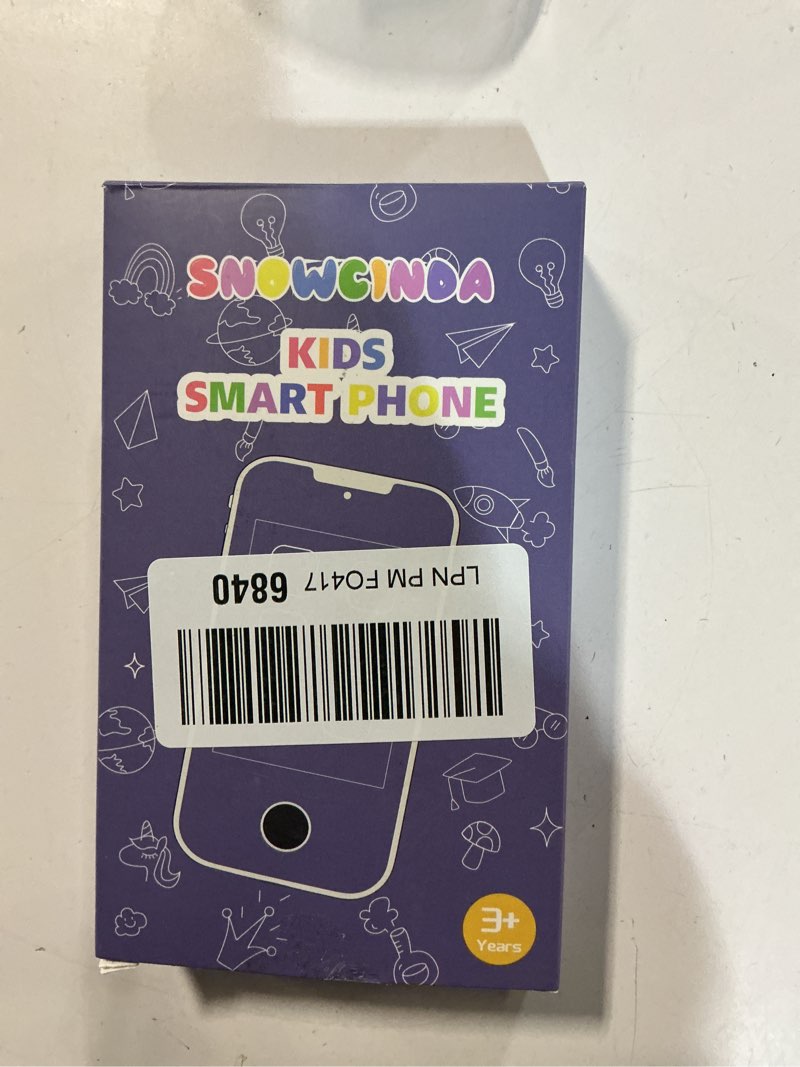 SNOWCINDA
KIDS
SMART PHONE
LPN PM FO417 6840
3+
Years